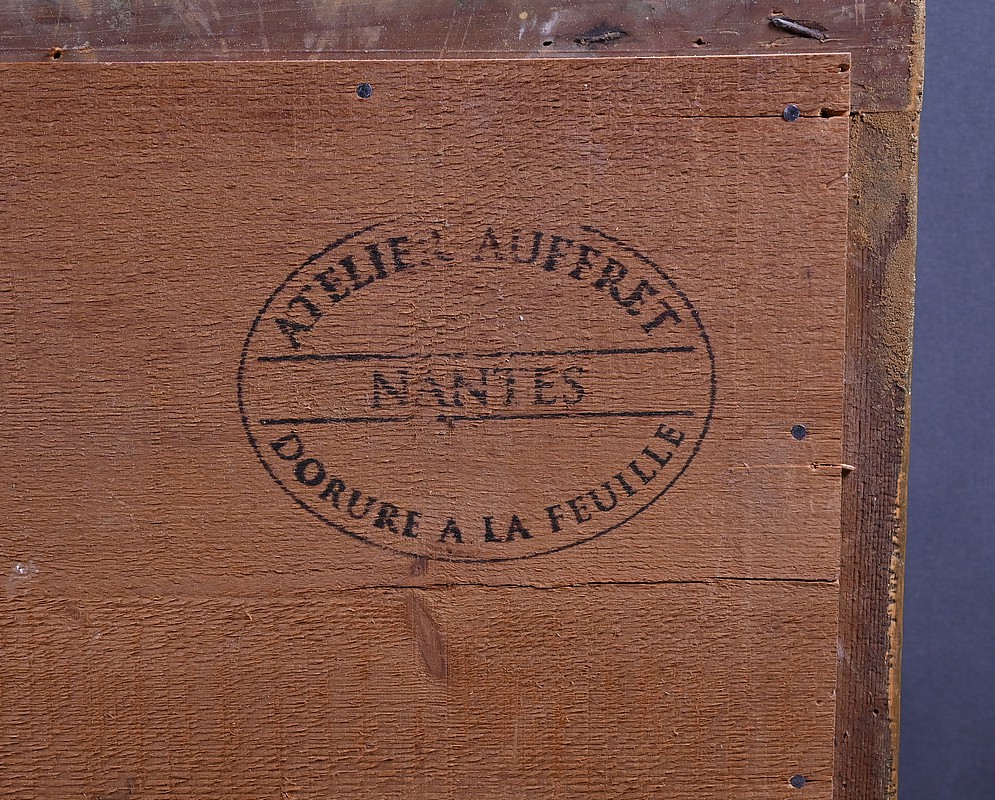 ATELIER AUFFRET
NANTES
DORURE A LA FEUILLE